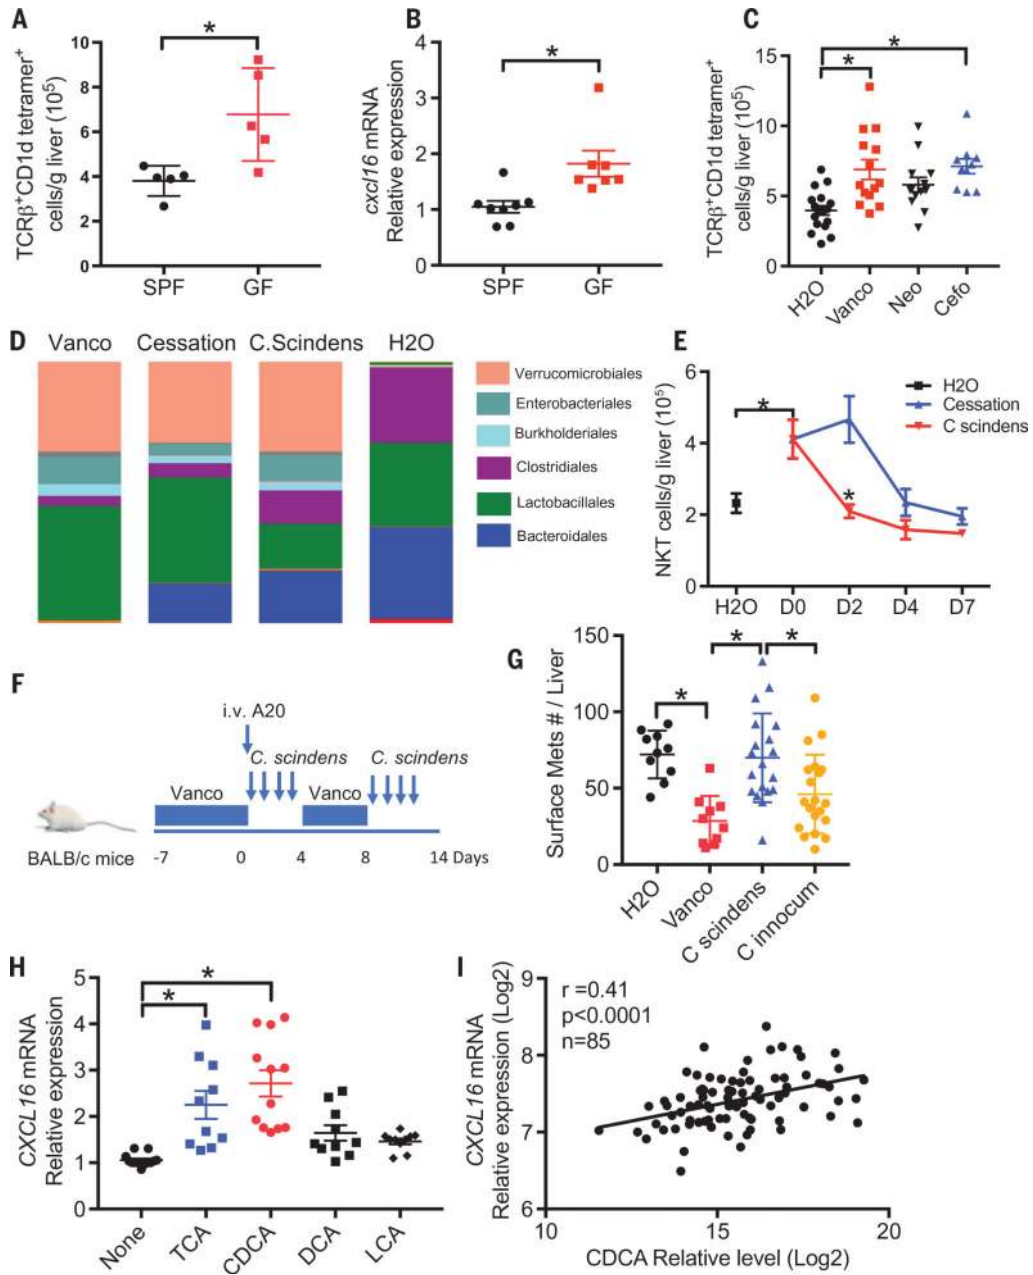 A
TCRβ⁺CD1d tetramer⁺
cells/g liver (10⁵)
10
8
6
4
2
0
*
SPF
GF
B
cxcl16 mRNA
Relative expression
4
3
2
1
0
*
SPF
GF
C
TCRβ⁺CD1d tetramer⁺
cells/g liver (10⁵)
15
10
5
0
*
*
H2O
Vanco
Neo
Cefo
D
Vanco
Cessation
C.Scindens
H2O
Verrucomicrobiales
Enterobacteriales
Burkholderiales
Clostridiales
Lactobacillales
Bacteroidales
E
NKT cells/g liver (10⁵)
6
4
2
0
*
*
H2O
Cessation
C scindens
H2O
D0
D2
D4
D7
F
i.v. A20
C. scindens
C. scindens
Vanco
Vanco
BALB/c mice
-7
0
4
8
14 Days
G
Surface Mets # / Liver
150
100
50
0
*
*
*
H2O
Vanco
C scindens
C innocum
H
CXCL16 mRNA
Relative expression
5
4
3
2
1
0
*
*
None
TCA
CDCA
DCA
LCA
I
CXCL16 mRNA
Relative expression (Log2)
9
8
7
6
r =0.41
p<0.0001
n=85
10
15
20
CDCA Relative level (Log2)